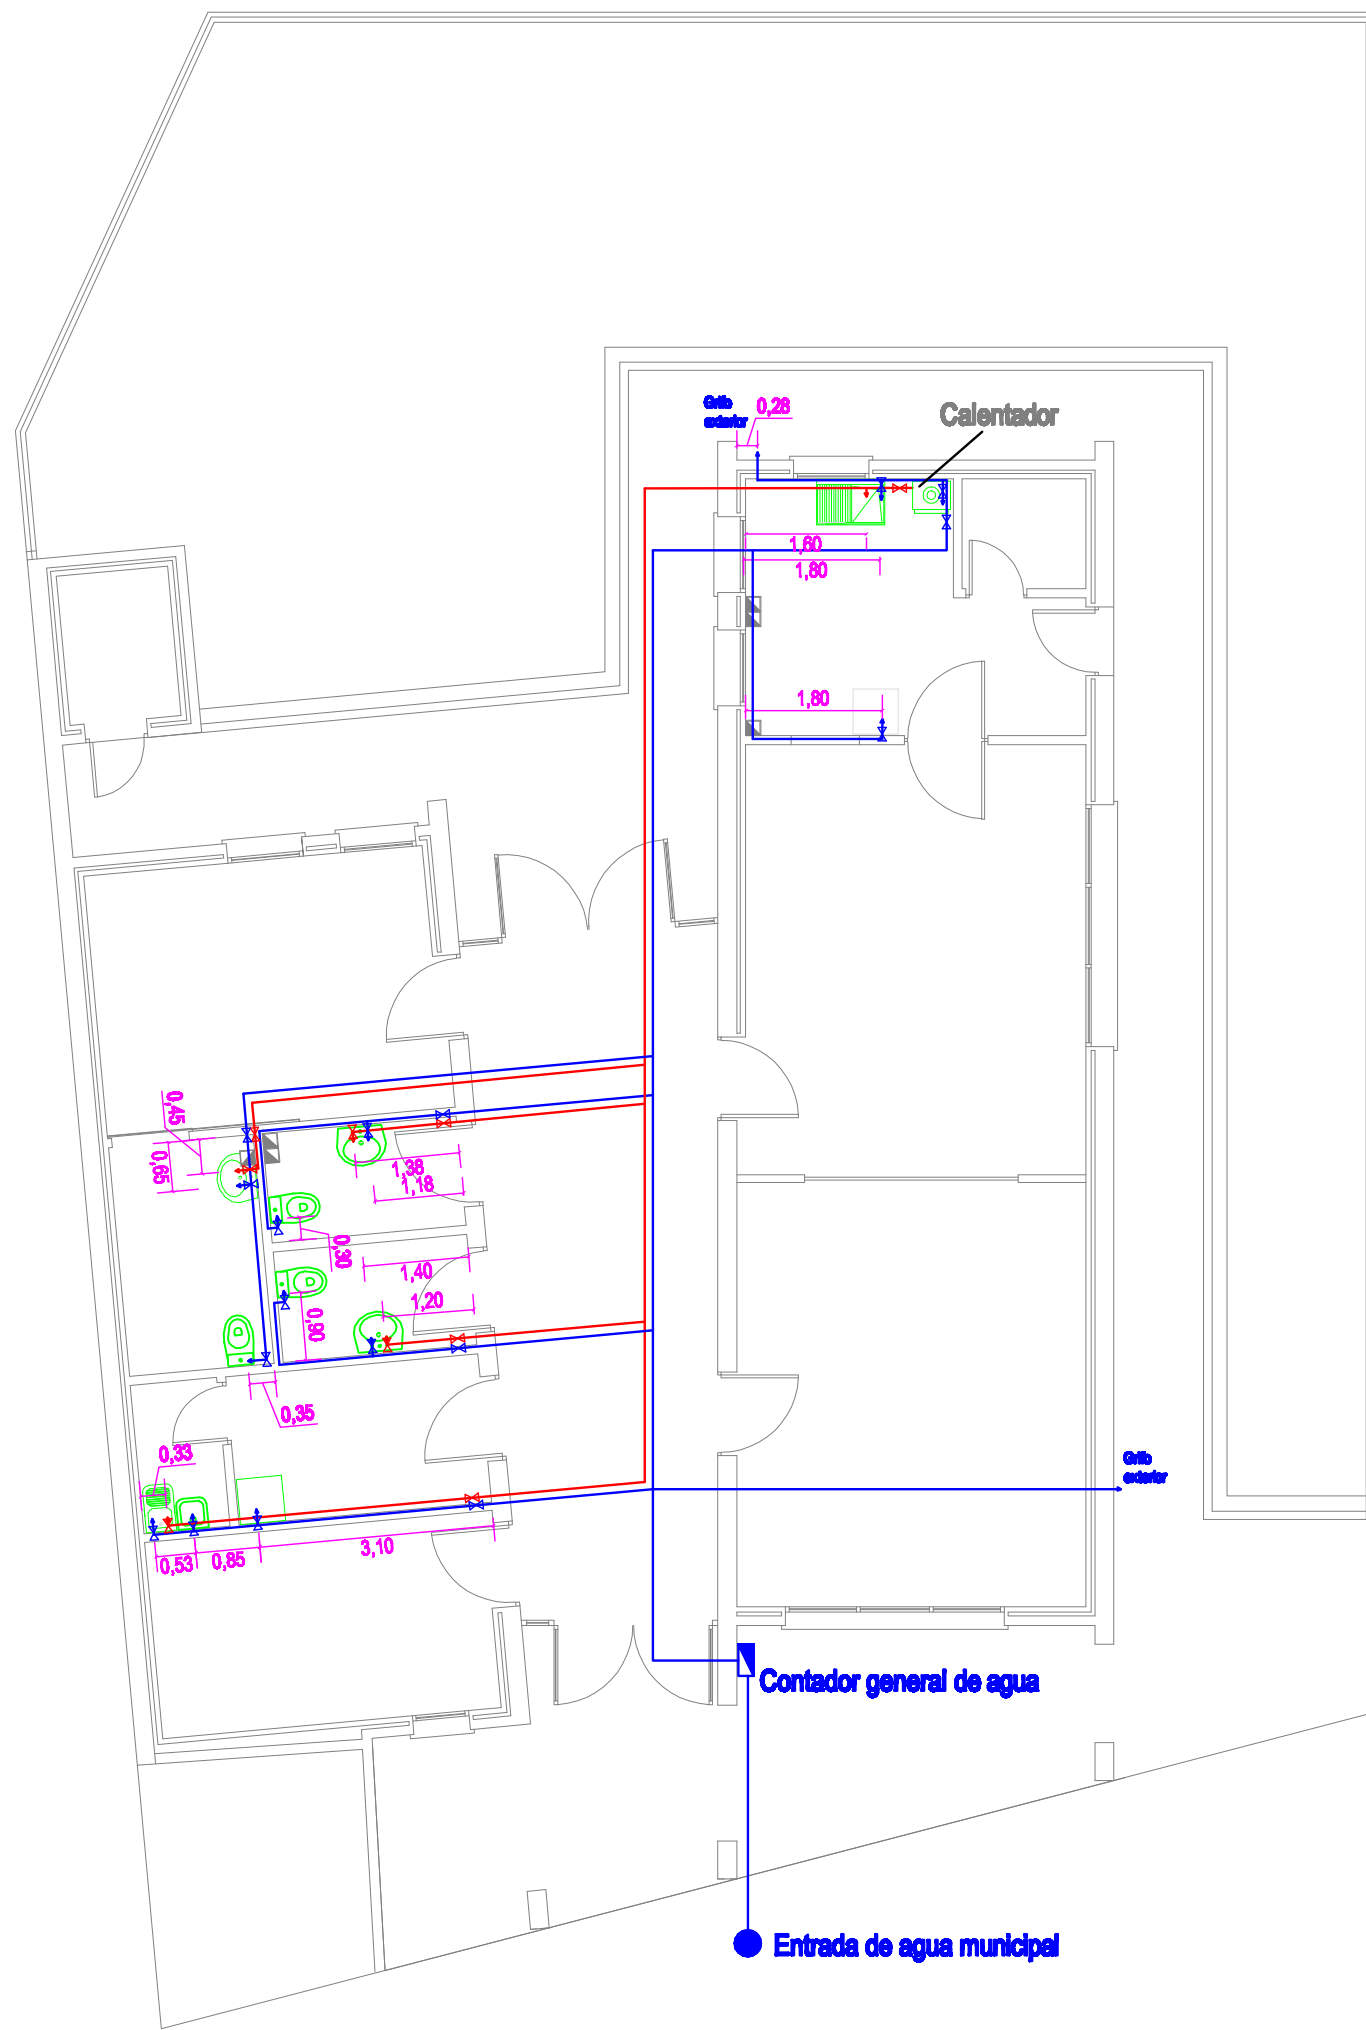 Grifo
exterior
0,28
Calentador
1,60
1,80
1,80
0,45
0,65
1,38
1,18
0,30
1,40
1,20
0,90
0,35
0,33
Grifo
exterior
0,53
0,85
3,10
Contador general de agua
Entrada de agua municipal